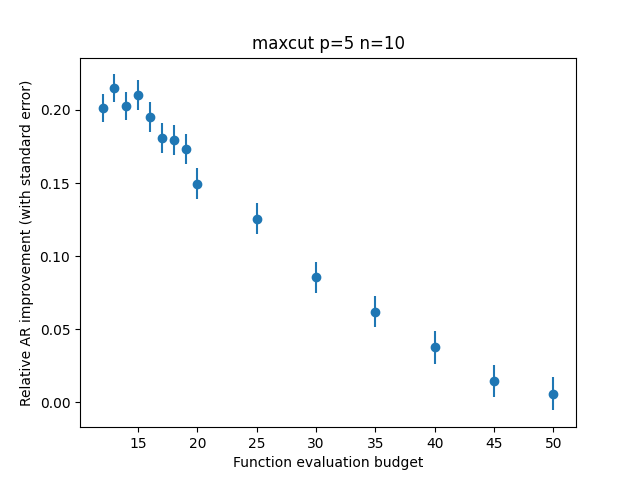 maxcut p=5 n=10
Relative AR improvement (with standard error)
0.20
0.15
0.10
0.05
0.00
15 20 25 30 35 40 45 50
Function evaluation budget